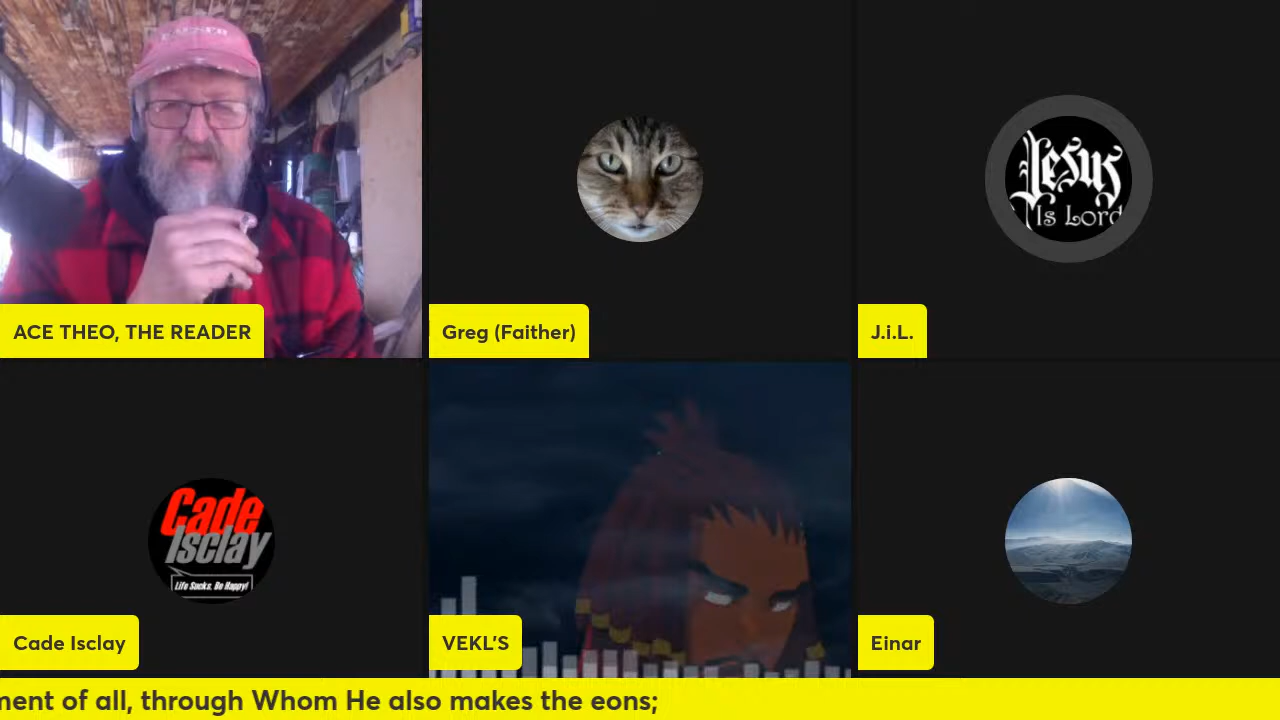 ACE THEO, THE READER
Greg (Faither)
Jesus
Is Lord
J.i.L.
Cade
Isclay
Life Sucks. Be Happy!
Cade Isclay
VEKL'S
Einar
ment of all, through Whom He also makes the eons;